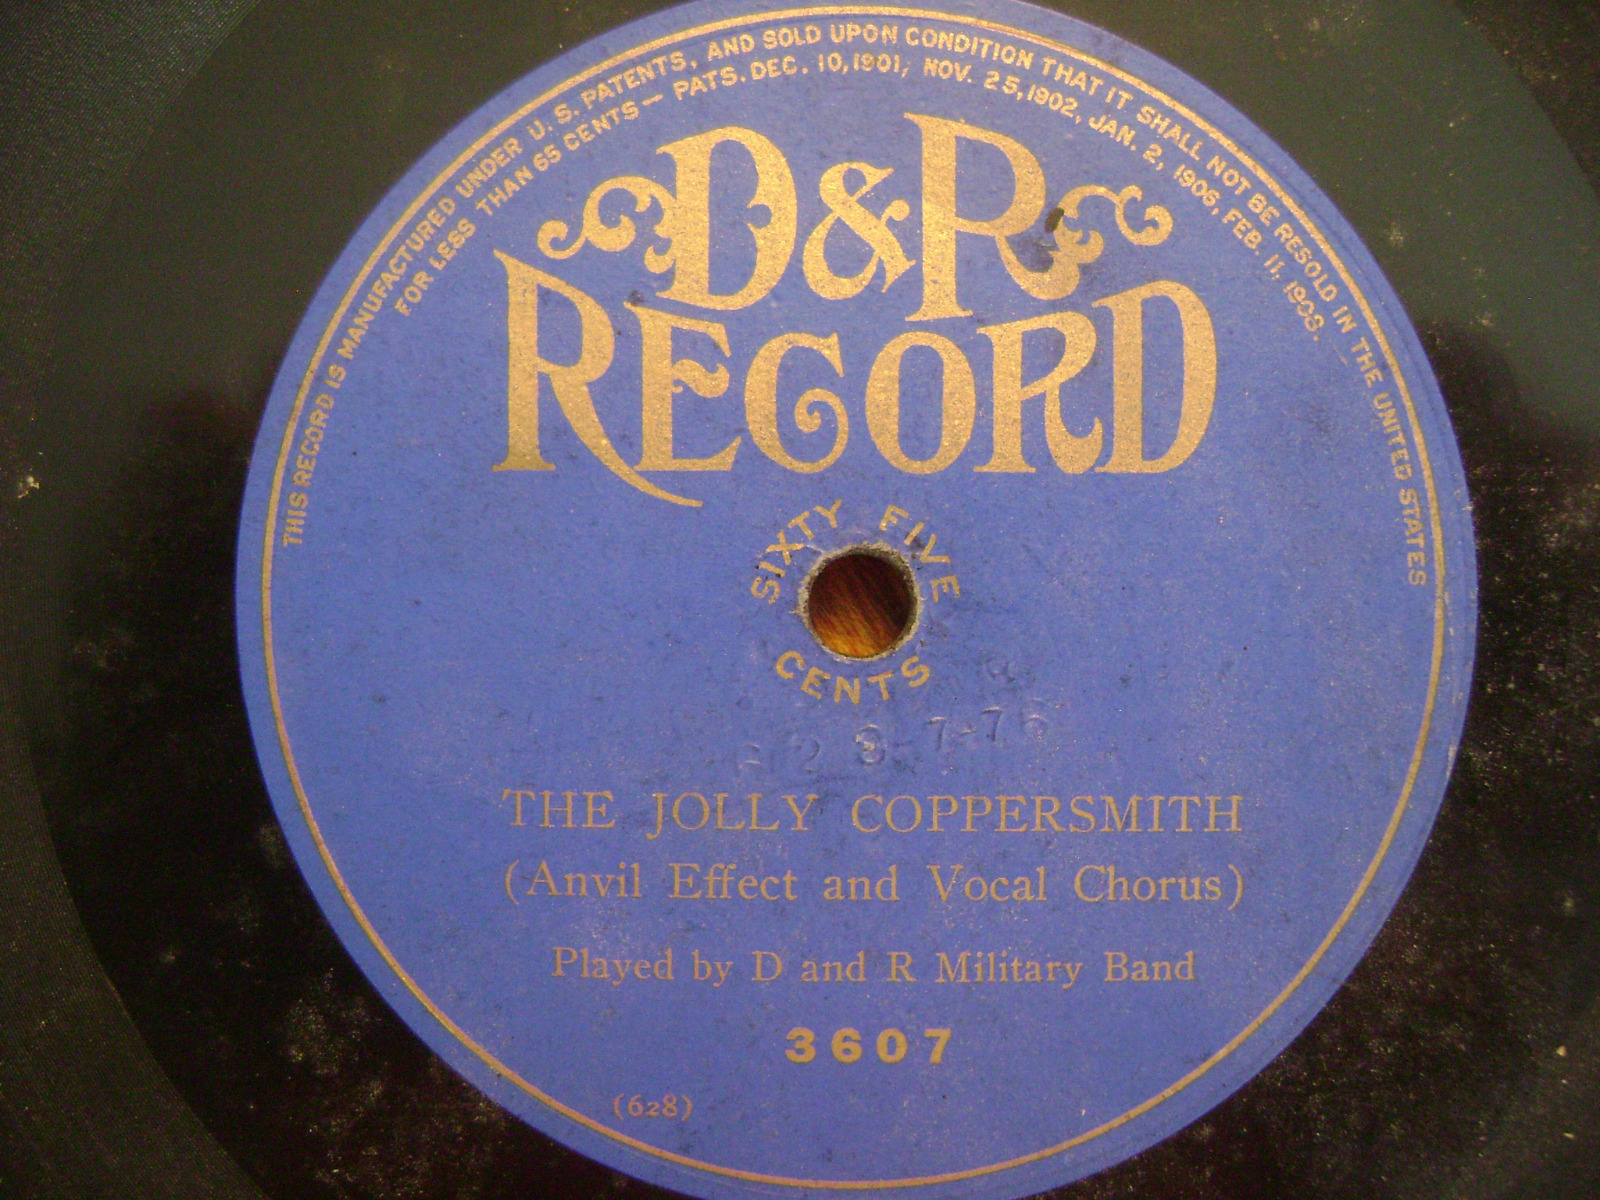 THIS RECORD IS MANUFACTURED UNDER U. S. PATENTS, AND SOLD UPON CONDITION THAT IT SHALL NOT BE RESOLD IN THE UNITED STATES
FOR LESS THAN 65 CENTS — PATS. DEC. 10, 1901, NOV. 25, 1902, JAN. 2, 1906, FEB. 11, 1908.
D&R
RECORD
SIXTY FIVE
CENTS
THE JOLLY COPPERSMITH
(Anvil Effect and Vocal Chorus)
Played by D and R Military Band
3607
(628)